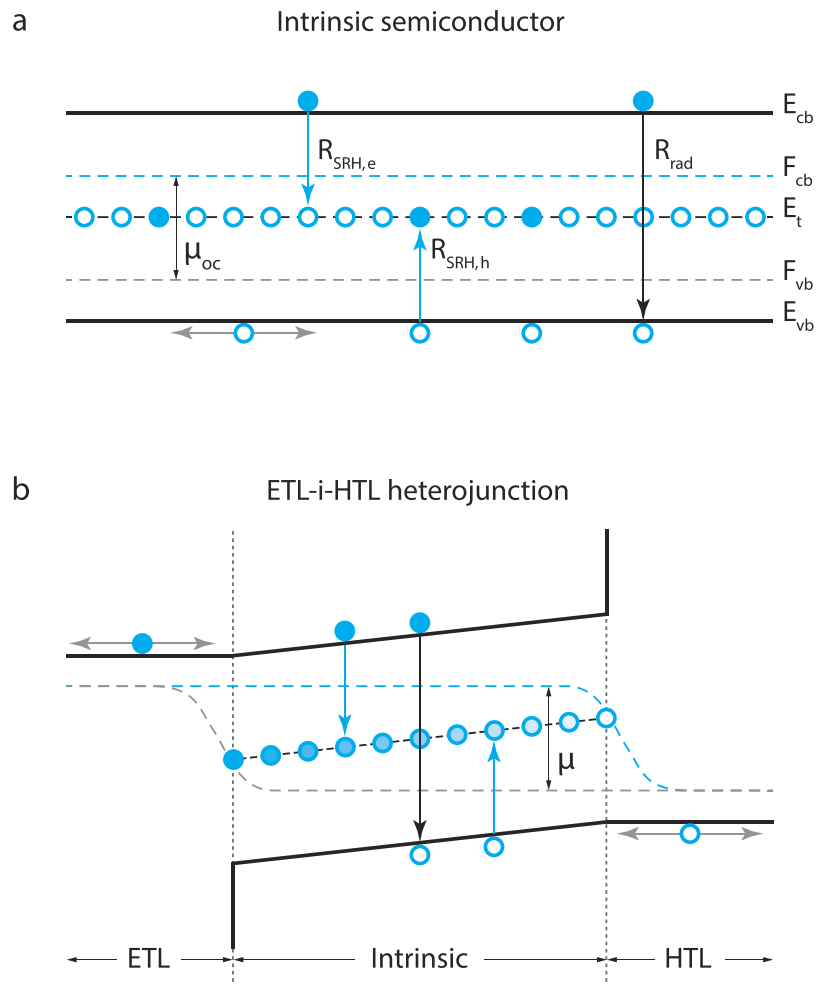 a
Intrinsic semiconductor
E_cb
R_SRH, e
R_rad
F_cb
E_t
μ_oc
R_SRH, h
F_vb
E_vb
b
ETL-i-HTL heterojunction
μ
ETL
Intrinsic
HTL